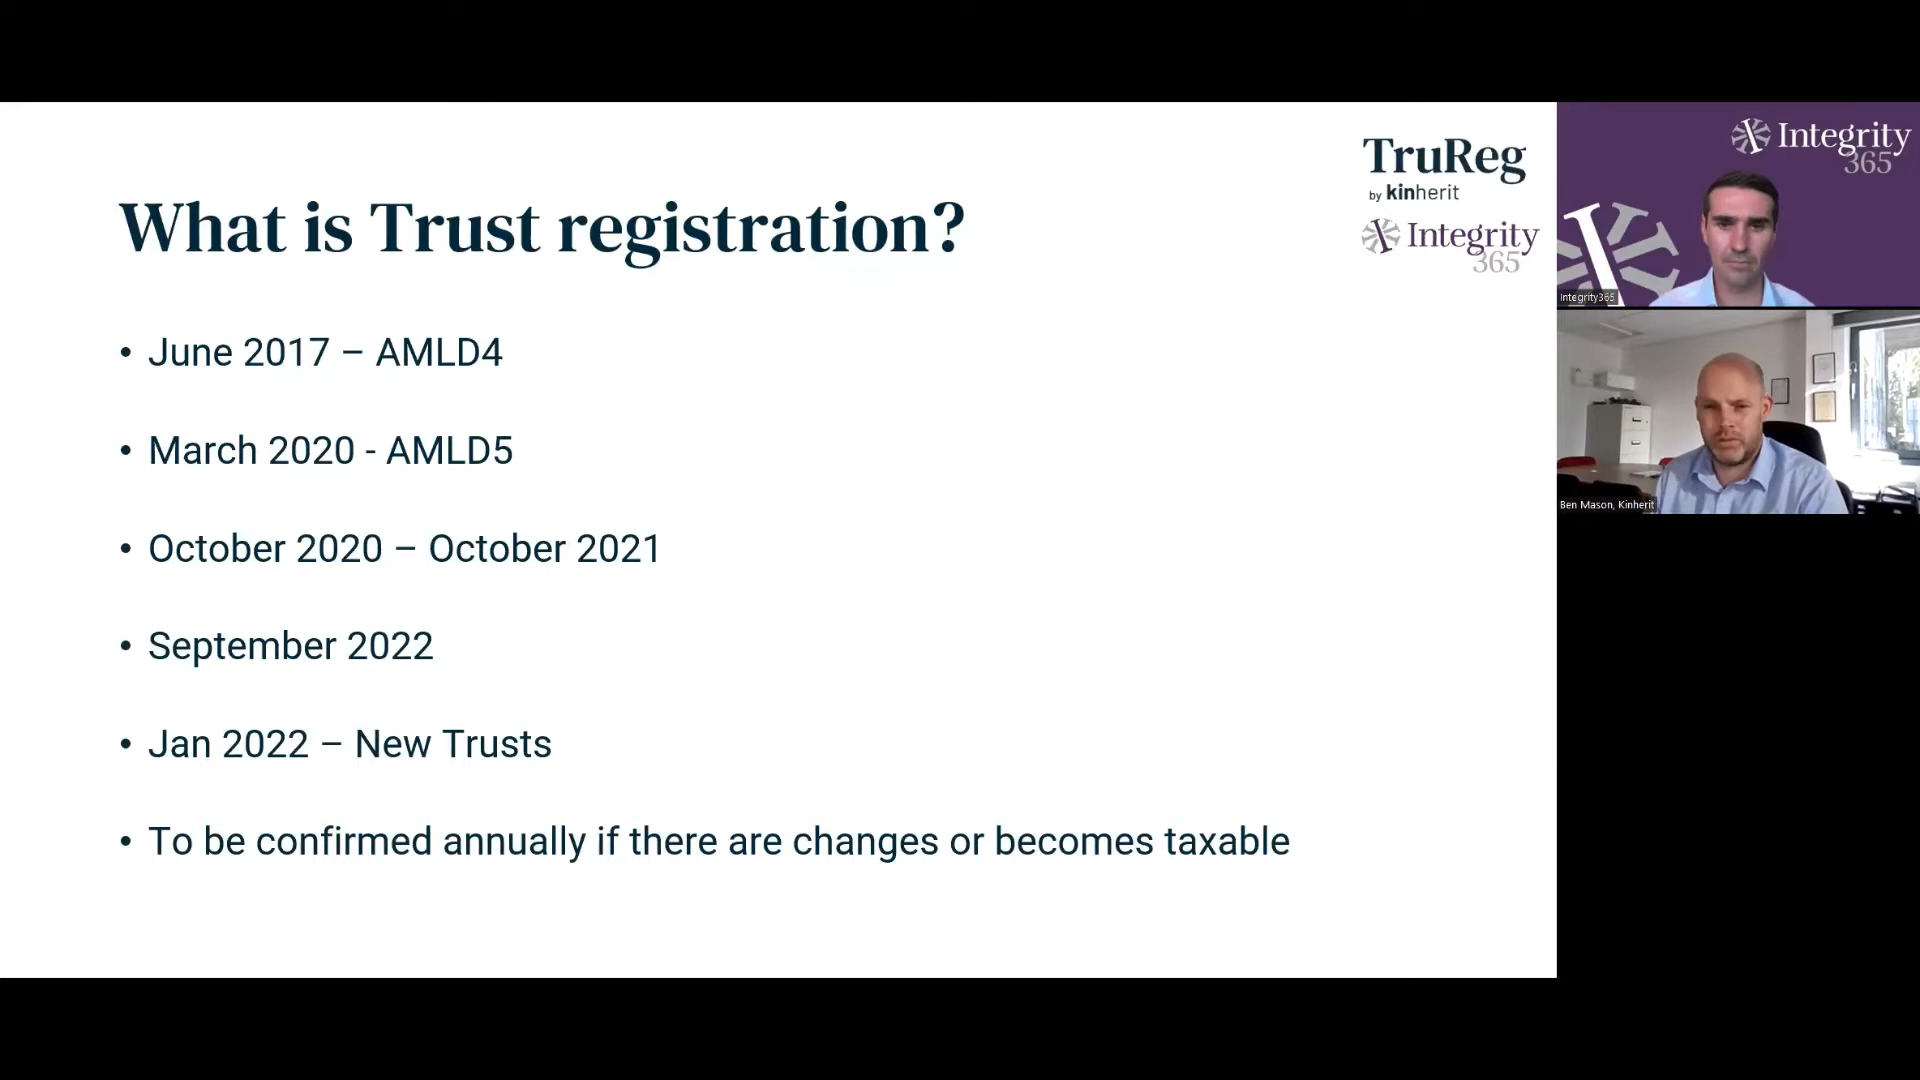 What is Trust registration?
TruReg
by kinherit
Integrity
365
• June 2017 – AMLD4
• March 2020 - AMLD5
• October 2020 – October 2021
• September 2022
• Jan 2022 – New Trusts
• To be confirmed annually if there are changes or becomes taxable
Integrity
365
Integrity365
Ben Mason, Kinherit